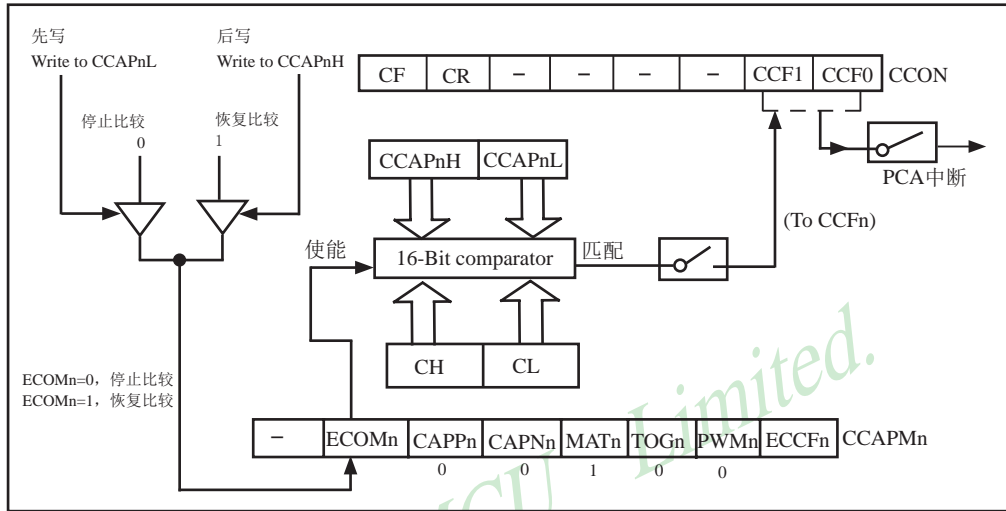 先写
Write to CCAPnL
后写
Write to CCAPnH
停止比较
0
恢复比较
1
CF CR – – – – CCF1 CCF0 CCON
PCA中断
CCAPnH CCAPnL
(To CCFn)
使能
16-Bit comparator
匹配
CH CL
ECOMn=0，停止比较
ECOMn=1，恢复比较
– ECOMn CAPPn CAPNn MATn TOGn PWMn ECCFn CCAPMn
0 0 1 0 0
MCU Limited.